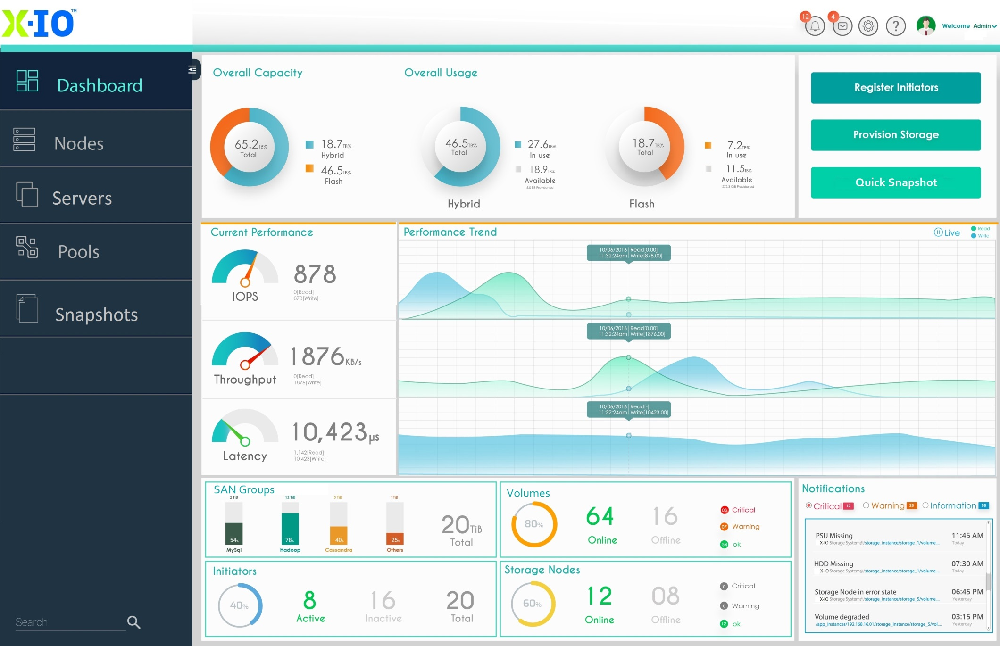 X-IO™
12
4
?
Welcome Admin
Dashboard
Nodes
Servers
Pools
Snapshots
Search
Overall Capacity
65.2TB%
Total
18.7TB%
Hybrid
46.5TB%
Flash
Overall Usage
46.5TB%
Total
27.6TB%
In use
18.9TB%
Available
5.0 TiB Provisioned
Hybrid
18.7TB%
Total
7.2TB%
In use
11.5TB%
Available
272.3 GiB Provisioned
Flash
Register Initiators
Provision Storage
Quick Snapshot
Current Performance
878
0[Read]
878[Write]
IOPS
1876KB/s
0[Read]
1876[Write]
Throughput
10,423µs
1,142[Read]
10,423[Write]
Latency
Performance Trend
Live
Read
Write
10/06/2016 | Read[0.00]
11:32:24am | Write[878.00]
10/06/2016 | Read[0.00]
11:32:24am | Write[1876.00]
10/06/2016 | Read[-]
11:32:24am | Write[10423.00]
SAN Groups
2 TiB
12 TiB
5 TiB
1TiB
54%
78%
40%
25%
MySql
Hadoop
Cassandra
Others
20TiB
Total
Volumes
80%
64
Online
16
Offline
03 Critical
07 Warning
54 ok
Initiators
40%
8
Active
16
Inactive
20
Total
Storage Nodes
60%
12
Online
08
Offline
0 Critical
0 Warning
12 ok
Notifications
Critical 12
Warning 28
Information 08
PSU Missing 11:45 AM
X-IO Storage System@/storage_instance/storage_1/volume.... Today
HDD Missing 07:30 AM
X-IO Storage System@/storage_instance/storage_1/volume.... Today
Storage Node in error state 06:45 PM
X-IO Storage System@/storage_instance/storage_5/volume.... Yesterday
Volume degraded 03:15 PM
/app_instances/192.168.16.01/storage_instance/storage_5/vol.... Yesterday